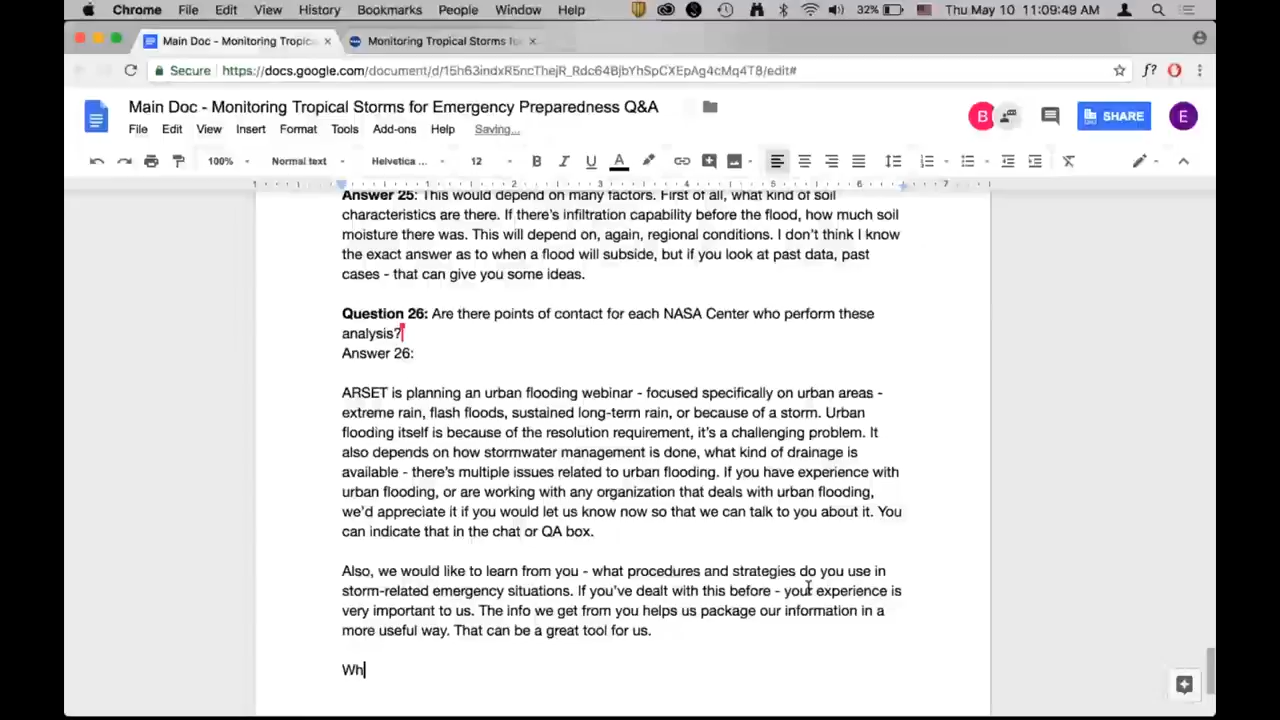 Chrome File Edit View History Bookmarks People Window Help 32% Thu May 10 11:09:49 AM
Main Doc - Monitoring Tropica × Monitoring Tropical Storms fo ×
Secure https://docs.google.com/document/d/15h63indxR5ncThejR_Rdc64BjbYhSpCXEpAg4cMq4T8/edit# f?
Main Doc - Monitoring Tropical Storms for Emergency Preparedness Q&A
B SHARE E
File Edit View Insert Format Tools Add-ons Help Saving...
100% Normal text Helvetica ... 12 B I U A
1 1 2 3 4 5 6 7
Answer 25: This would depend on many factors. First of all, what kind of soil
characteristics are there. If there's infiltration capability before the flood, how much soil
moisture there was. This will depend on, again, regional conditions. I don't think I know
the exact answer as to when a flood will subside, but if you look at past data, past
cases - that can give you some ideas.
Question 26: Are there points of contact for each NASA Center who perform these
analysis?
Answer 26:
ARSET is planning an urban flooding webinar - focused specifically on urban areas -
extreme rain, flash floods, sustained long-term rain, or because of a storm. Urban
flooding itself is because of the resolution requirement, it's a challenging problem. It
also depends on how stormwater management is done, what kind of drainage is
available - there's multiple issues related to urban flooding. If you have experience with
urban flooding, or are working with any organization that deals with urban flooding,
we'd appreciate it if you would let us know now so that we can talk to you about it. You
can indicate that in the chat or QA box.
Also, we would like to learn from you - what procedures and strategies do you use in
storm-related emergency situations. If you've dealt with this before - your experience is
very important to us. The info we get from you helps us package our information in a
more useful way. That can be a great tool for us.
Wh